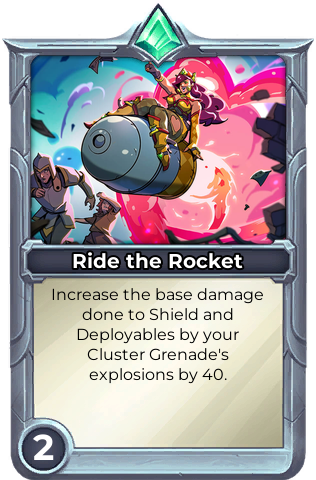 Ride the Rocket
Increase the base damage
done to Shield and
Deployables by your
Cluster Grenade's
explosions by 40.
2